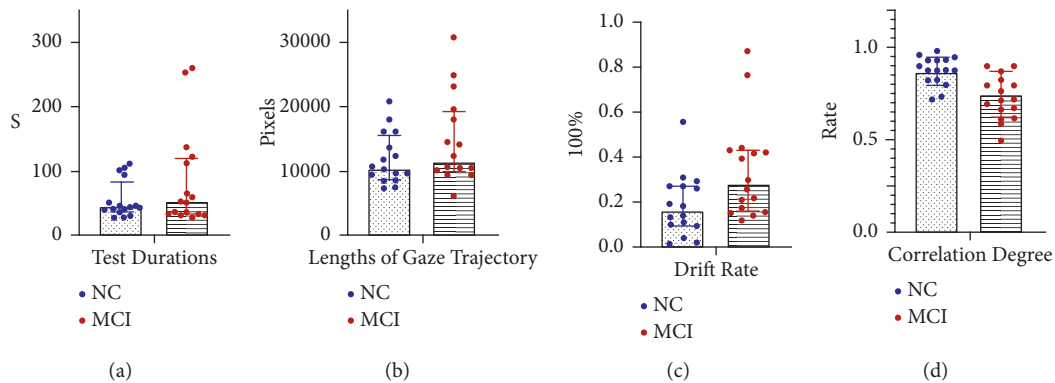 300
200
100
0
S
Test Durations
NC
MCI
(a)
30000
20000
10000
0
Pixels
Lengths of Gaze Trajectory
NC
MCI
(b)
1.0
0.8
0.6
0.4
0.2
0.0
100%
Drift Rate
NC
MCI
(c)
1.0
0.5
0.0
Rate
Correlation Degree
NC
MCI
(d)